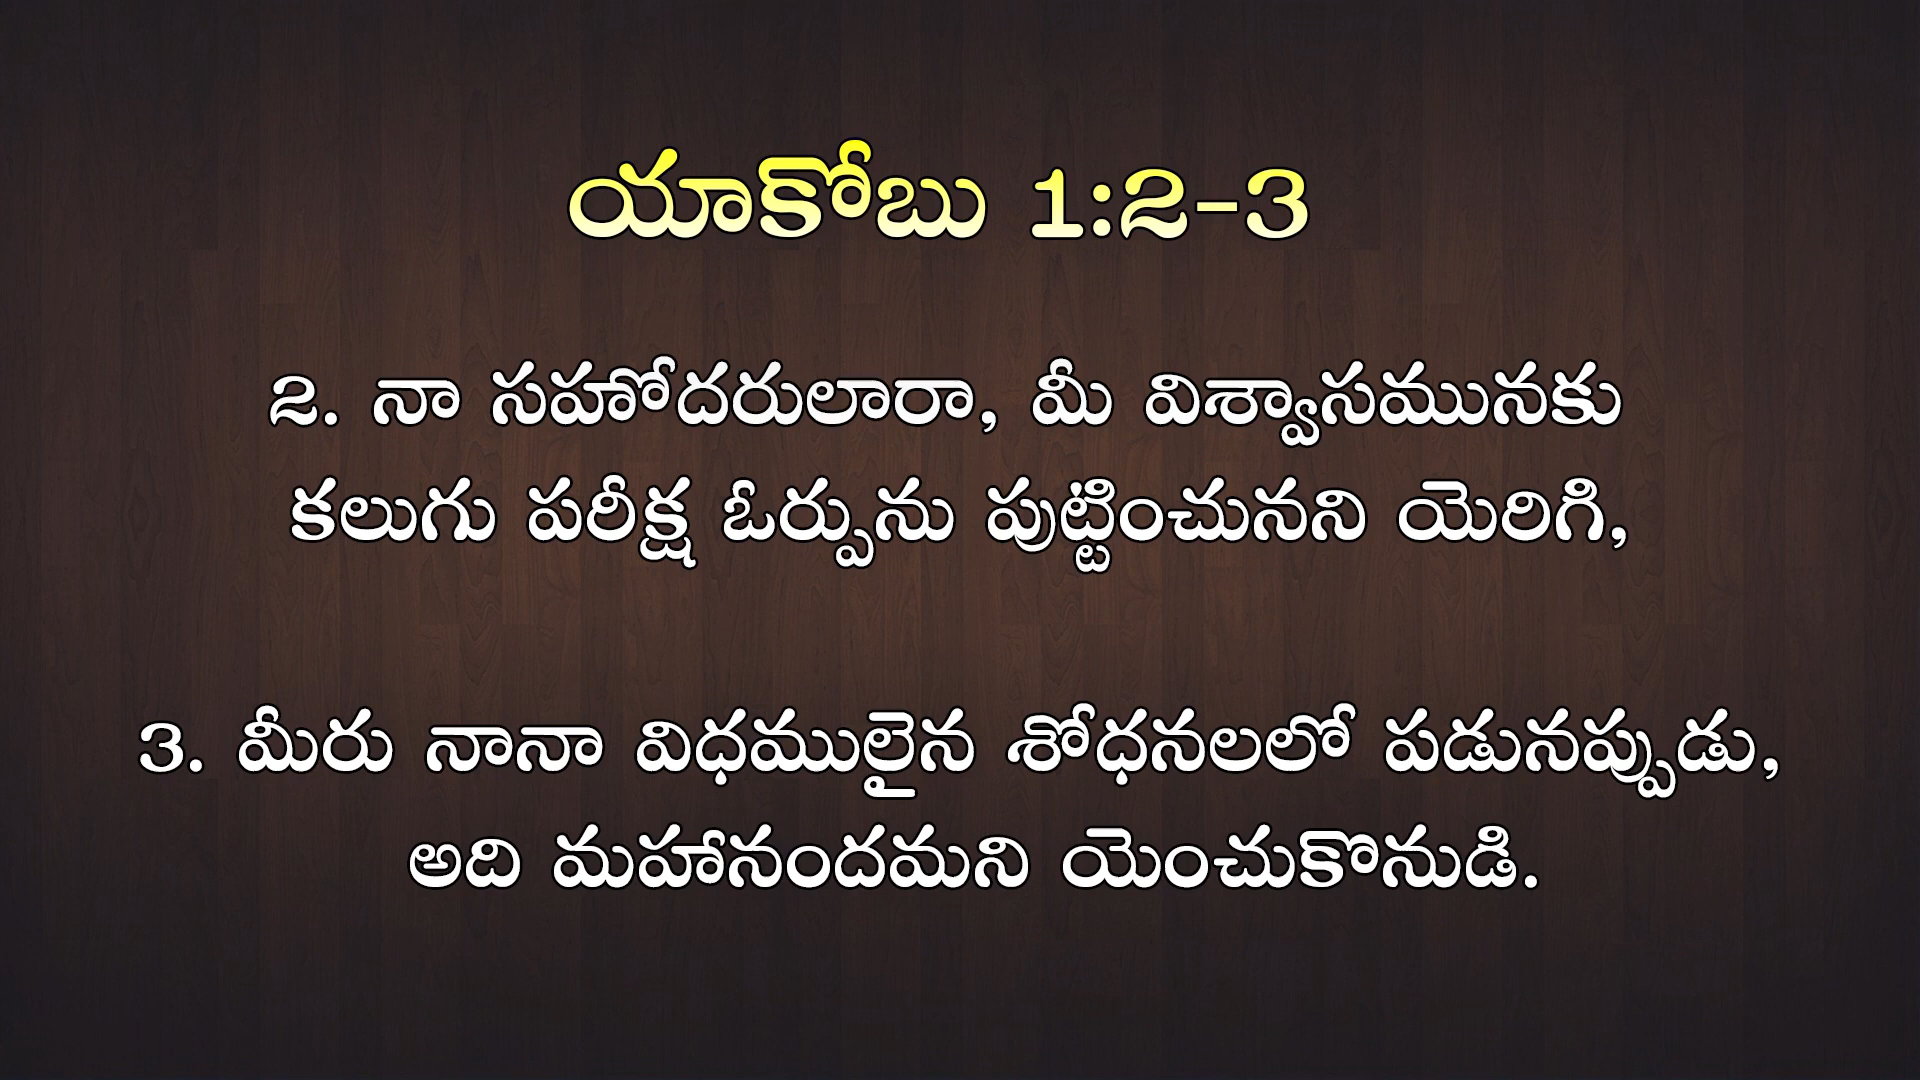 యాకోబు 1:2-3
2. నా సహోదరులారా, మీ విశ్వాసమునకు
కలుగు పరీక్ష ఓర్పును పుట్టించునని యెరిగి,
3. మీరు నానా విధములైన శోధనలలో పడునప్పుడు,
అది మహానందమని యెంచుకొనుడి.